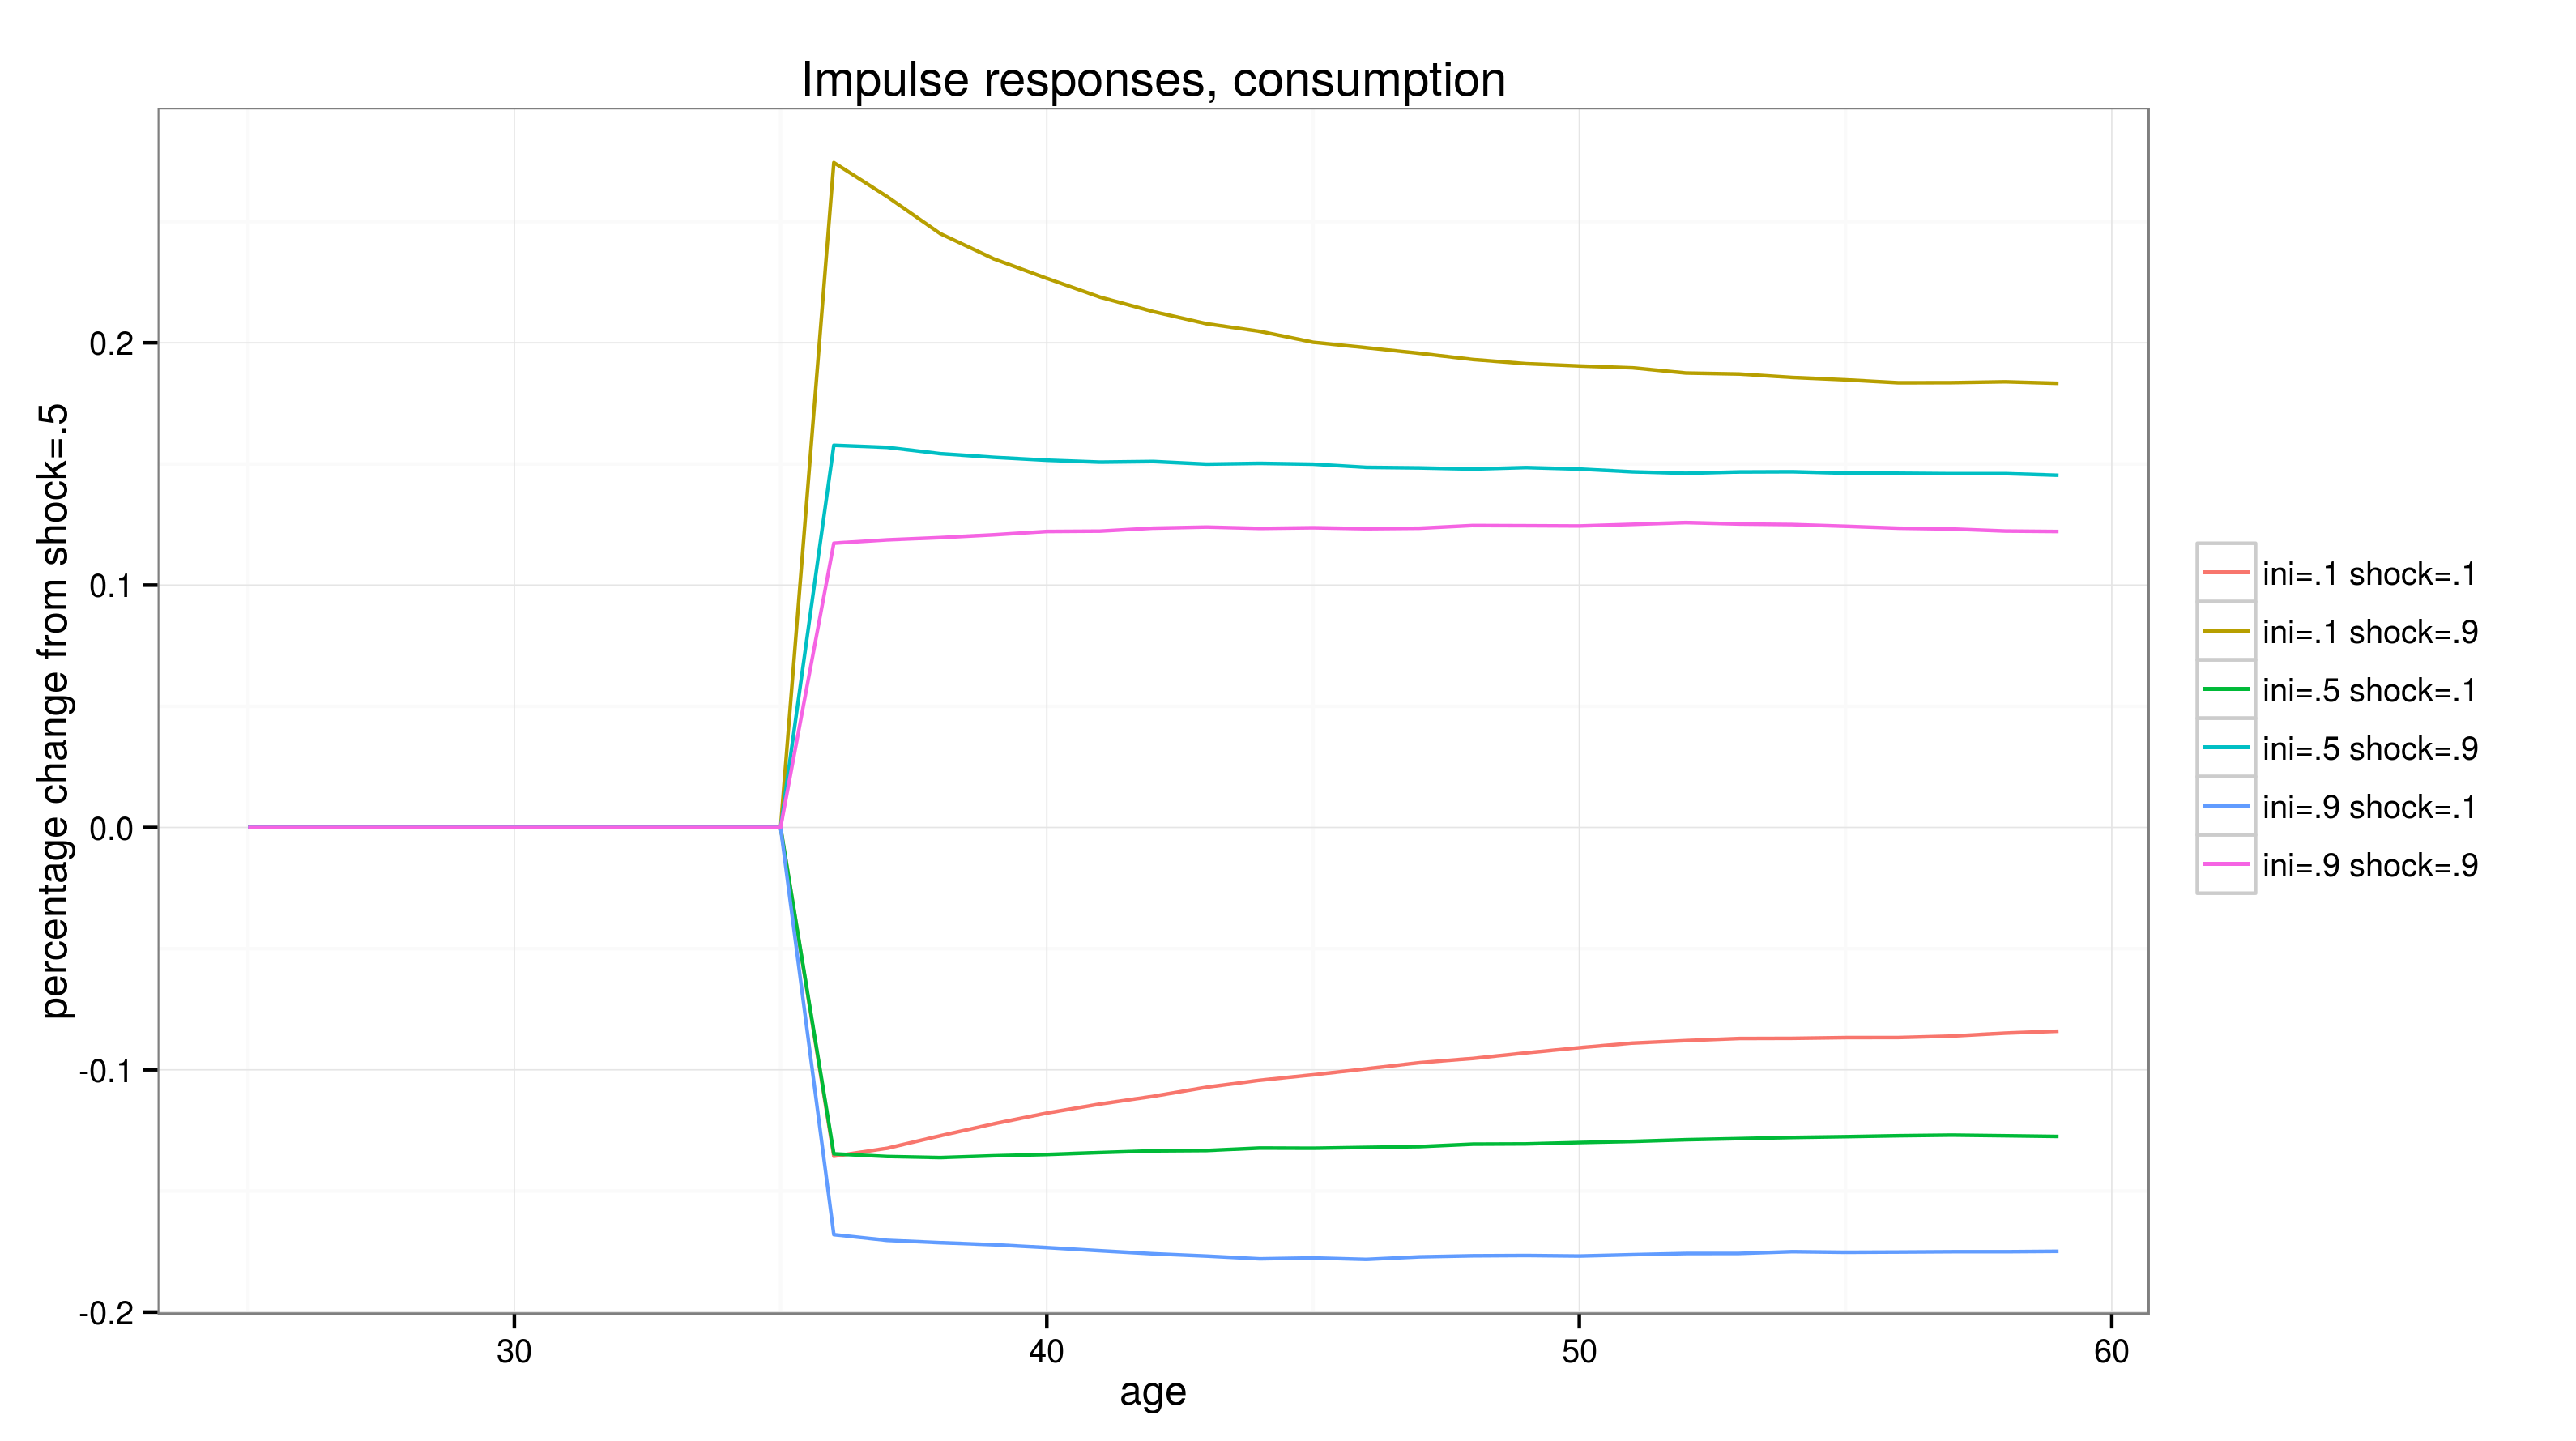 Impulse responses, consumption
percentage change from shock=.5
0.2
0.1
0.0
-0.1
-0.2
30
40
50
60
age
ini=.1 shock=.1
ini=.1 shock=.9
ini=.5 shock=.1
ini=.5 shock=.9
ini=.9 shock=.1
ini=.9 shock=.9